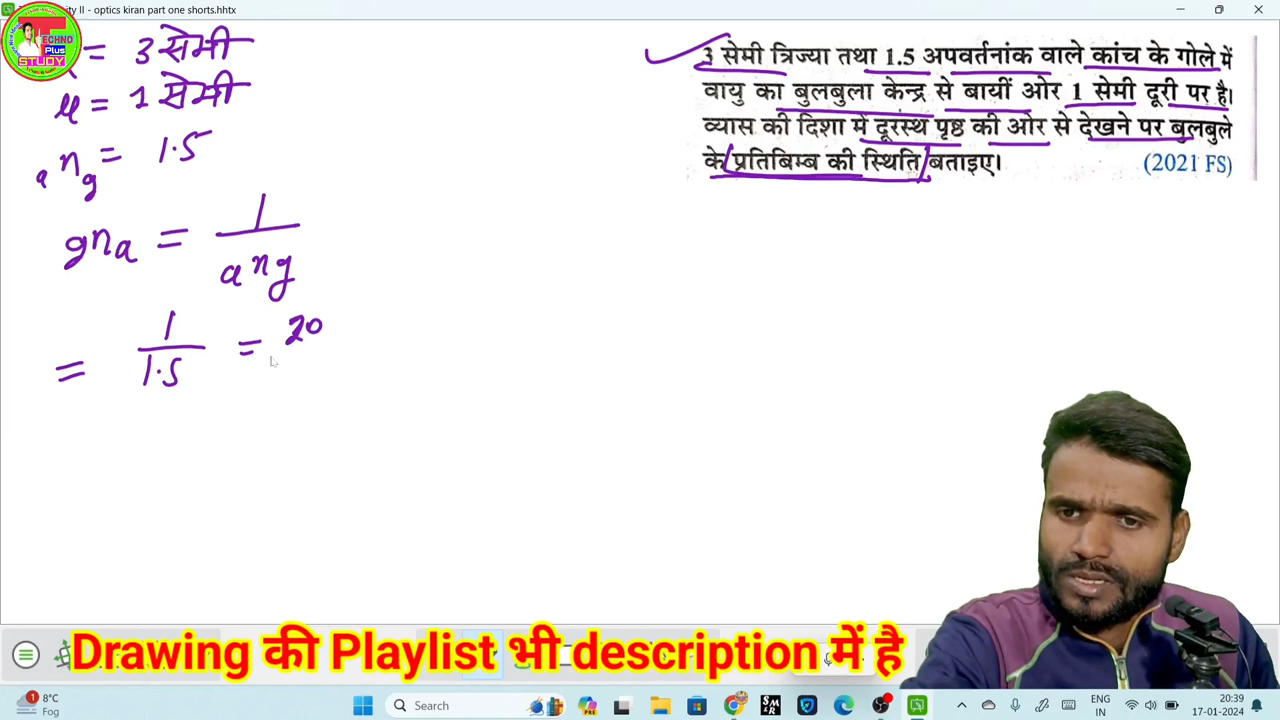 ity II - optics kiran part one shorts.hhtx
TECHNO
Plus
STUDY
= 3 सेमी
u = 1 सेमी
a n g = 1.5
g n a = 1 / a n g
= 1 / 1.5 = 20
3 सेमी त्रिज्या तथा 1.5 अपवर्तनांक वाले कांच के गोले में
वायु का बुलबुला केन्द्र से बायीं ओर 1 सेमी दूरी पर है।
व्यास की दिशा में दूरस्थ पृष्ठ की ओर से देखने पर बुलबुले
के प्रतिबिम्ब की स्थिति बताइए। (2021 FS)
Drawing की Playlist भी description में है
1
8°C
Fog
Search
ENG
IN
20:39
17-01-2024